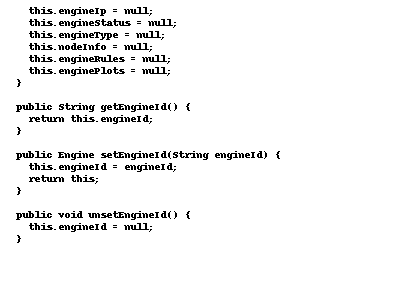 this.engineIp = null;
this.engineStatus = null;
this.engineType = null;
this.nodeInfo = null;
this.engineRules = null;
this.enginePlots = null;
}
public String getEngineId() {
return this.engineId;
}
public Engine setEngineId(String engineId) {
this.engineId = engineId;
return this;
}
public void unsetEngineId() {
this.engineId = null;
}